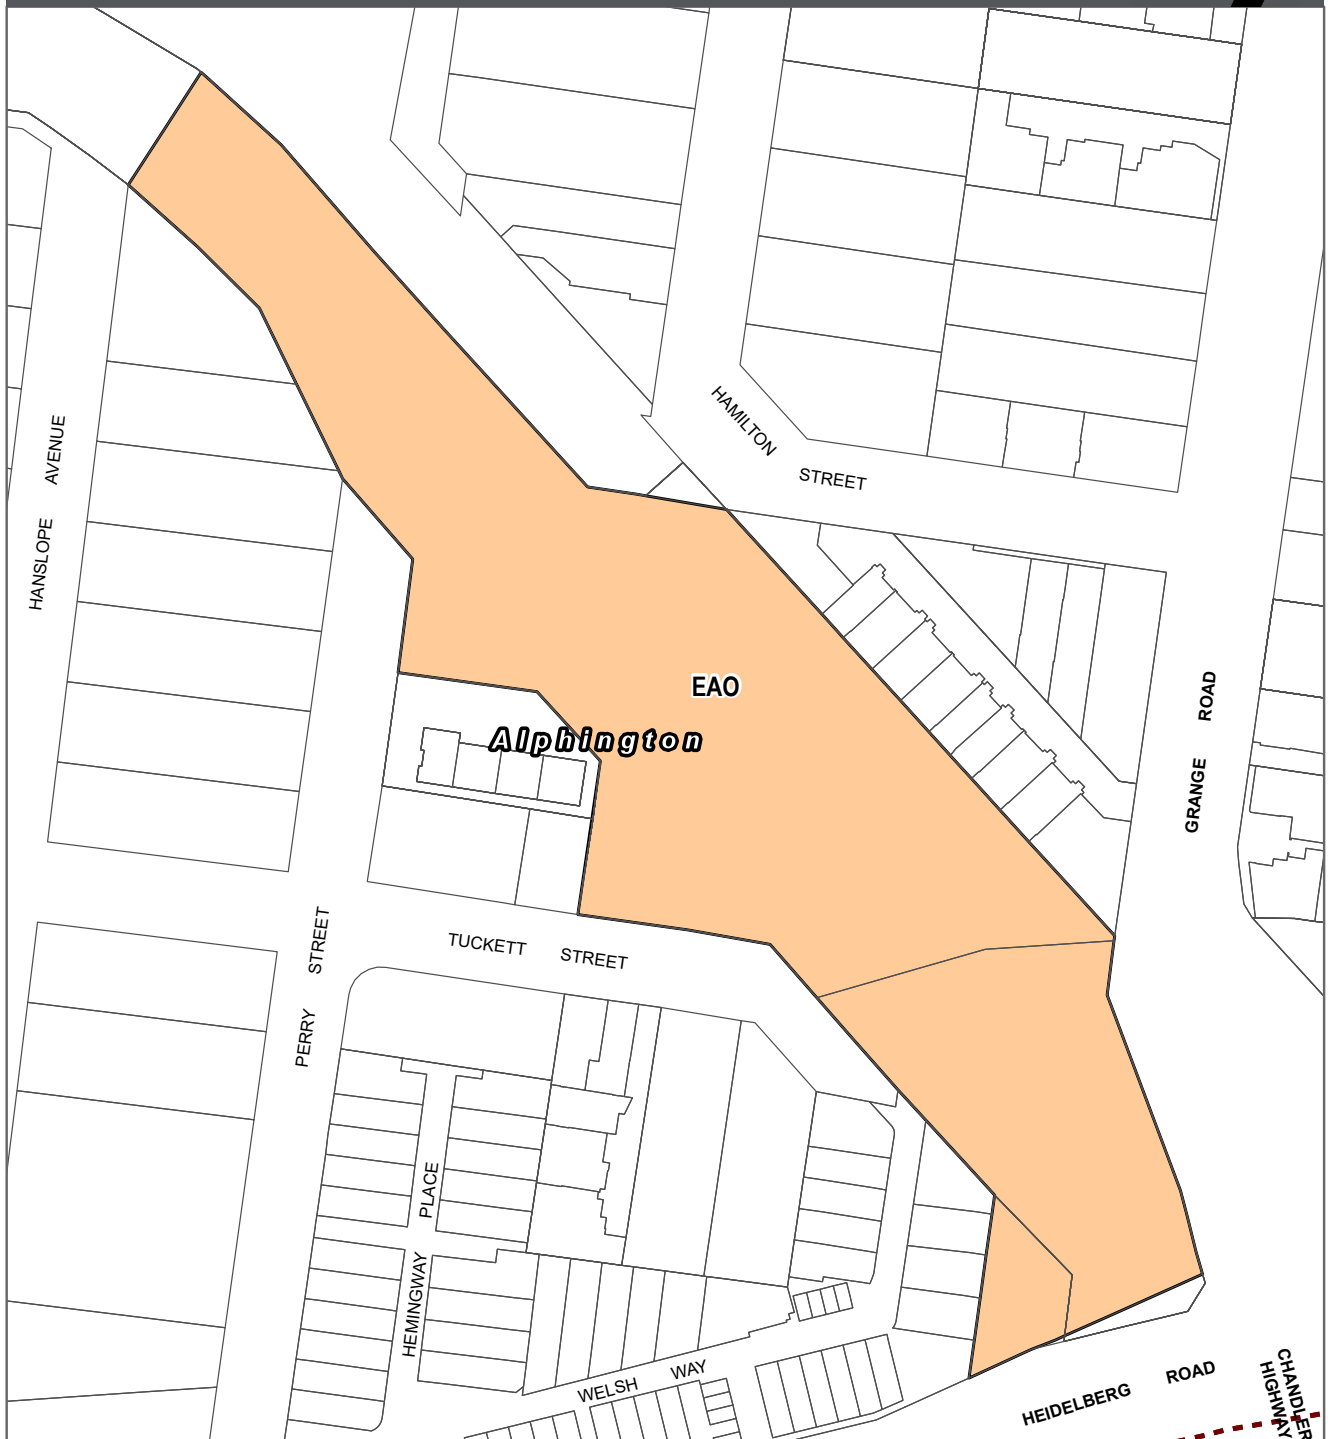 HAMILTON
STREET
HANSLOPE AVENUE
EAO
Alphington
GRANGE ROAD
PERRY STREET
TUCKETT STREET
HEMINGWAY PLACE
WELSH WAY
HEIDELBERG ROAD
CHANDLER
HIGHWAY